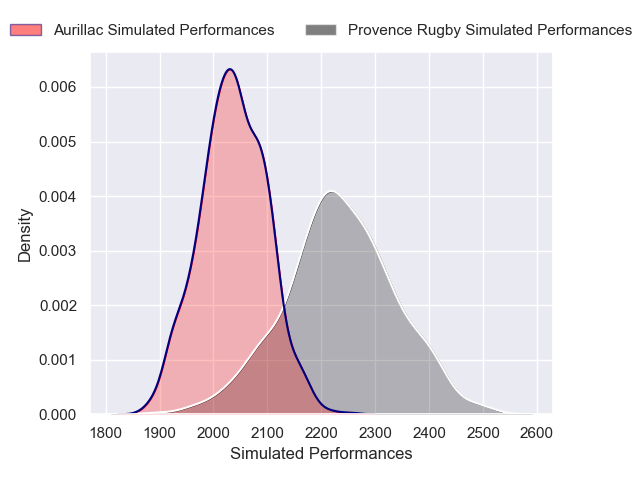 Aurillac Simulated Performances
Provence Rugby Simulated Performances
0.006
0.005
0.004
0.003
0.002
0.001
0.000
Density
1800 1900 2000 2100 2200 2300 2400 2500 2600
Simulated Performances